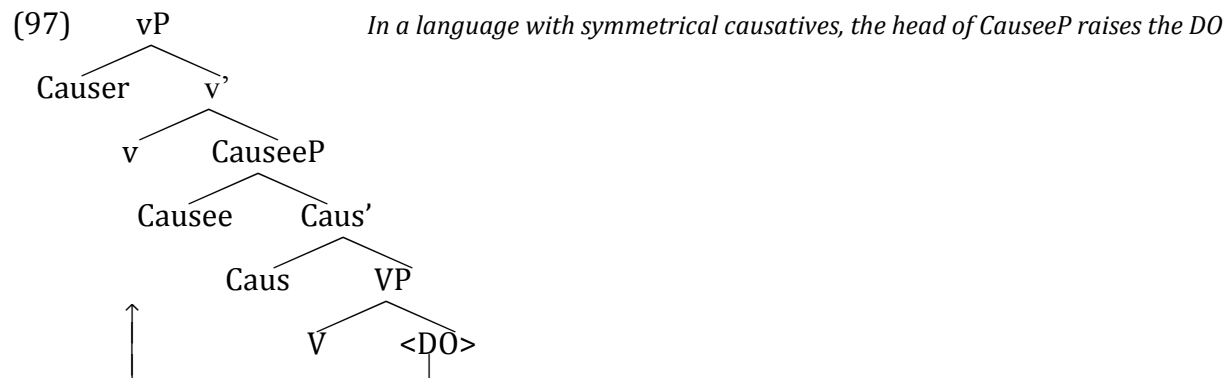 (97) vP In a language with symmetrical causatives, the head of CauseeP raises the DO
Causer v’
v CauseeP
Causee Caus’
Caus VP
V <DO>